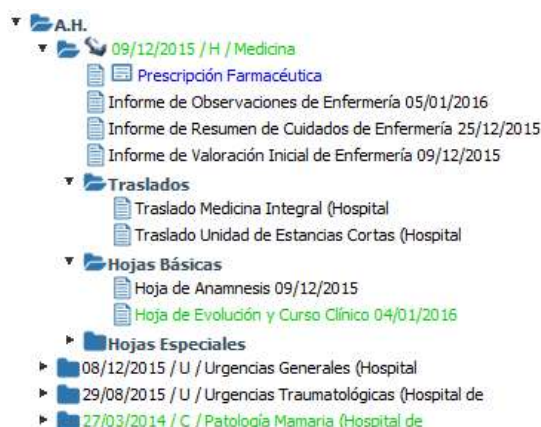 A.H.
09/12/2015 / H / Medicina
Prescripción Farmacéutica
Informe de Observaciones de Enfermería 05/01/2016
Informe de Resumen de Cuidados de Enfermería 25/12/2015
Informe de Valoración Inicial de Enfermería 09/12/2015
Traslados
Traslado Medicina Integral (Hospital
Traslado Unidad de Estancias Cortas (Hospital
Hojas Básicas
Hoja de Anamnesis 09/12/2015
Hoja de Evolución y Curso Clínico 04/01/2016
Hojas Especiales
08/12/2015 / U / Urgencias Generales (Hospital
29/08/2015 / U / Urgencias Traumatológicas (Hospital de
27/03/2014 / C / Patología Mamaria (Hospital de